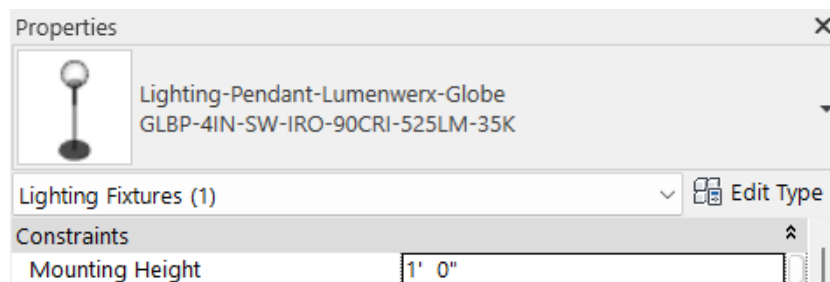 Properties
Lighting-Pendant-Lumenwerx-Globe
GLBP-4IN-SW-IRO-90CRI-525LM-35K
Lighting Fixtures (1)
Edit Type
Constraints
Mounting Height 1' 0"